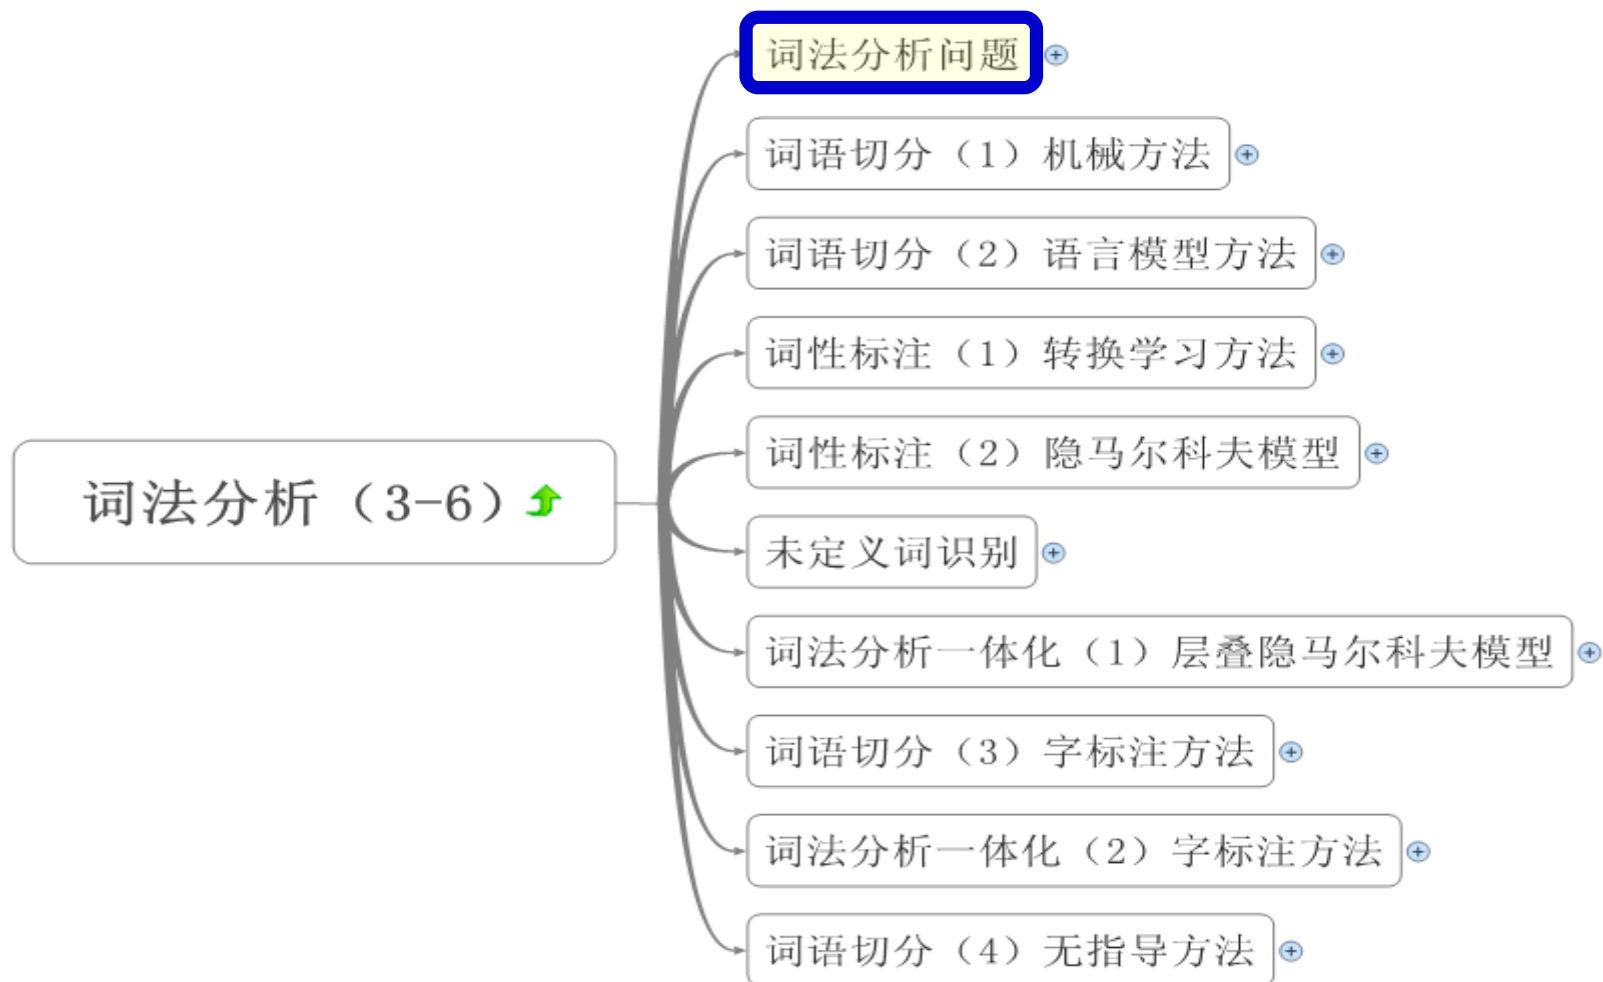 词法分析问题
词语切分（1）机械方法
词语切分（2）语言模型方法
词性标注（1）转换学习方法
词性标注（2）隐马尔科夫模型
词法分析（3-6）
未定义词识别
词法分析一体化（1）层叠隐马尔科夫模型
词语切分（3）字标注方法
词法分析一体化（2）字标注方法
词语切分（4）无指导方法